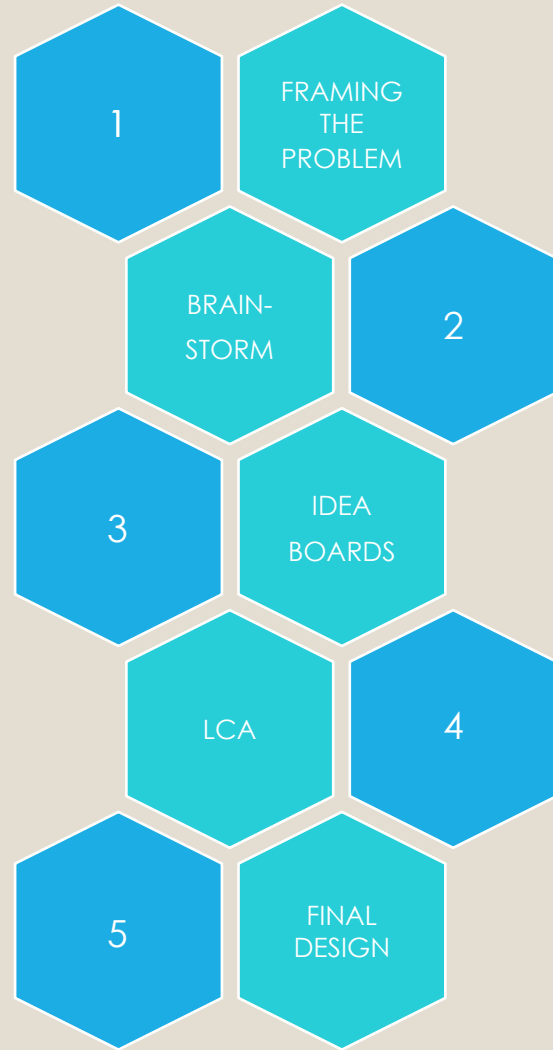 1
FRAMING
THE
PROBLEM
BRAIN-
STORM
2
3
IDEA
BOARDS
LCA
4
5
FINAL
DESIGN